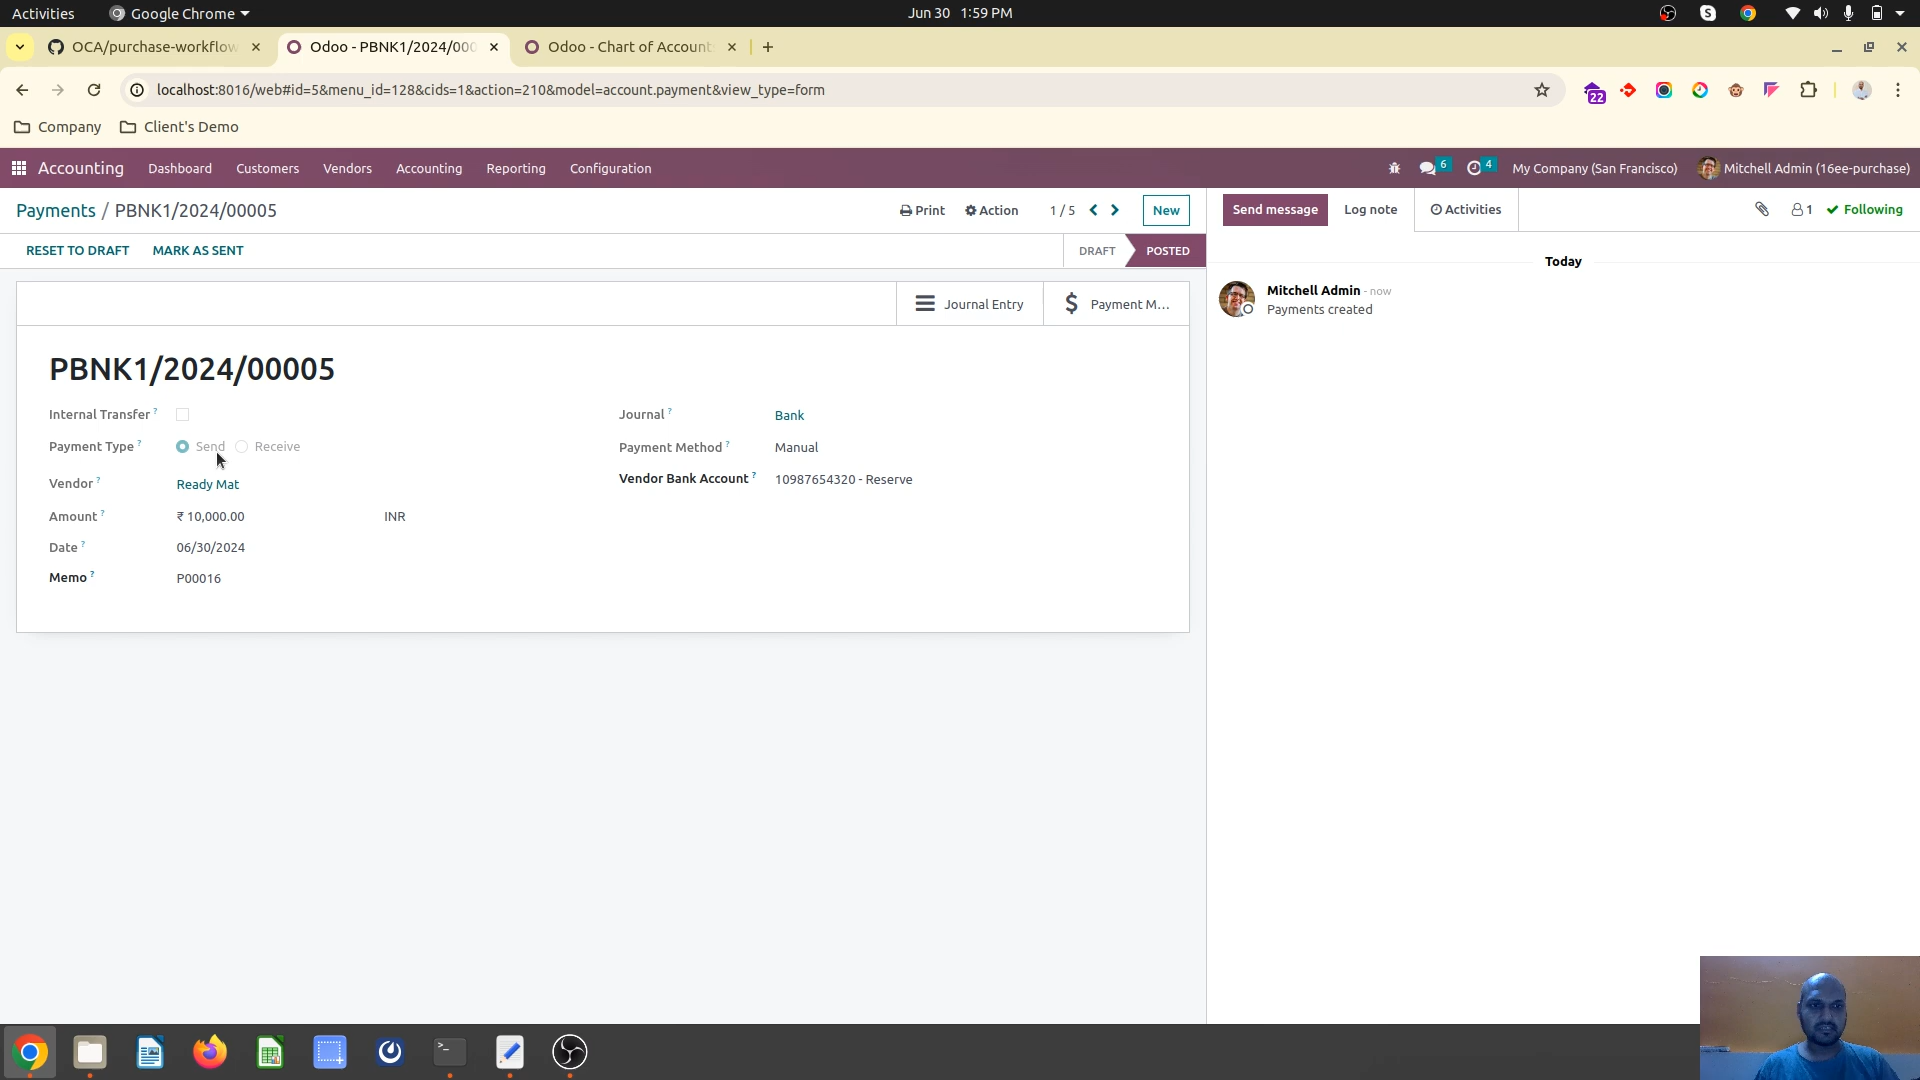 Activities Google Chrome Jun 30 1:59 PM
OCA/purchase-workflow Odoo - PBNK1/2024/000 Odoo - Chart of Account
localhost:8016/web#id=5&menu_id=128&cids=1&action=210&model=account.payment&view_type=form 22
Company Client's Demo
Accounting Dashboard Customers Vendors Accounting Reporting Configuration 6 4 My Company (San Francisco) Mitchell Admin (16ee-purchase)
Payments / PBNK1/2024/00005 Print Action 1 / 5 New Send message Log note Activities 1 Following
RESET TO DRAFT MARK AS SENT DRAFT POSTED
Today
Mitchell Admin - now
Payments created
Journal Entry $ Payment M...
PBNK1/2024/00005
Internal Transfer ? Journal ? Bank
Payment Type ? Send Receive Payment Method ? Manual
Vendor ? Ready Mat Vendor Bank Account ? 10987654320 - Reserve
Amount ? ₹ 10,000.00 INR
Date ? 06/30/2024
Memo ? P00016